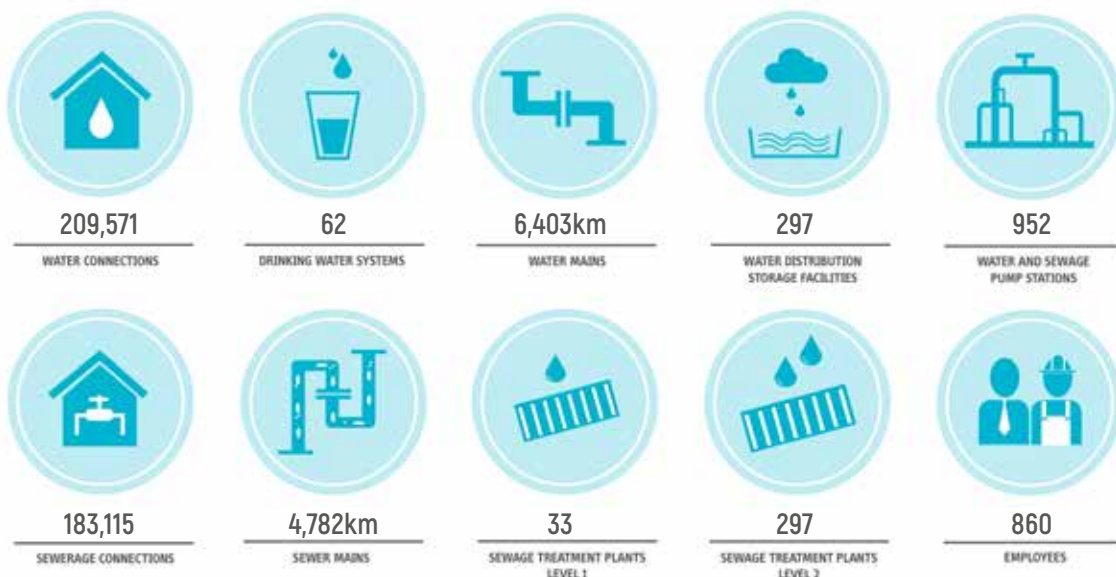 209,571
WATER CONNECTIONS
62
DRINKING WATER SYSTEMS
6,403km
WATER MAINS
297
WATER DISTRIBUTION
STORAGE FACILITIES
952
WATER AND SEWAGE
PUMP STATIONS
183,115
SEWERAGE CONNECTIONS
4,782km
SEWER MAINS
33
SEWAGE TREATMENT PLANTS
LEVEL 1
297
SEWAGE TREATMENT PLANTS
LEVEL 2
860
EMPLOYEES